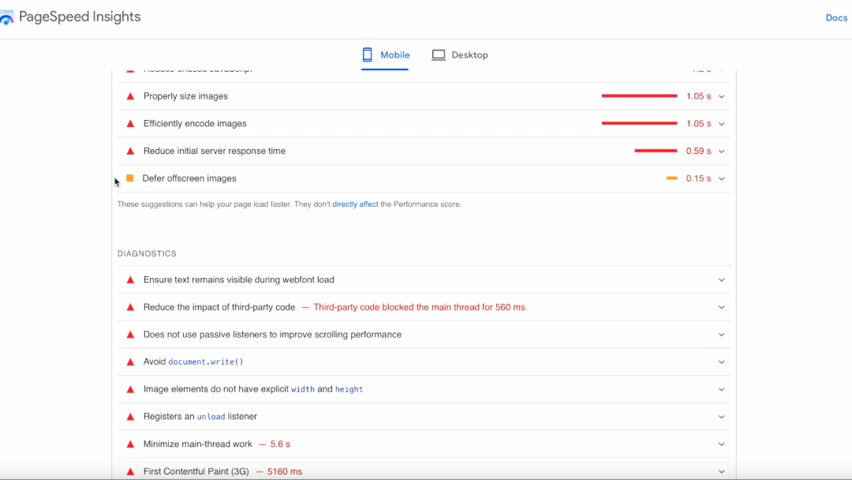 PageSpeed Insights
Docs
Mobile
Desktop
Properly size images 1.05 s
Efficiently encode images 1.05 s
Reduce initial server response time 0.59 s
Defer offscreen images 0.15 s
These suggestions can help your page load faster. They don't directly affect the Performance score.
DIAGNOSTICS
Ensure text remains visible during webfont load
Reduce the impact of third-party code — Third-party code blocked the main thread for 560 ms
Does not use passive listeners to improve scrolling performance
Avoid document.write()
Image elements do not have explicit width and height
Registers an unload listener
Minimize main-thread work — 5.6 s
First Contentful Paint (3G) — 5160 ms